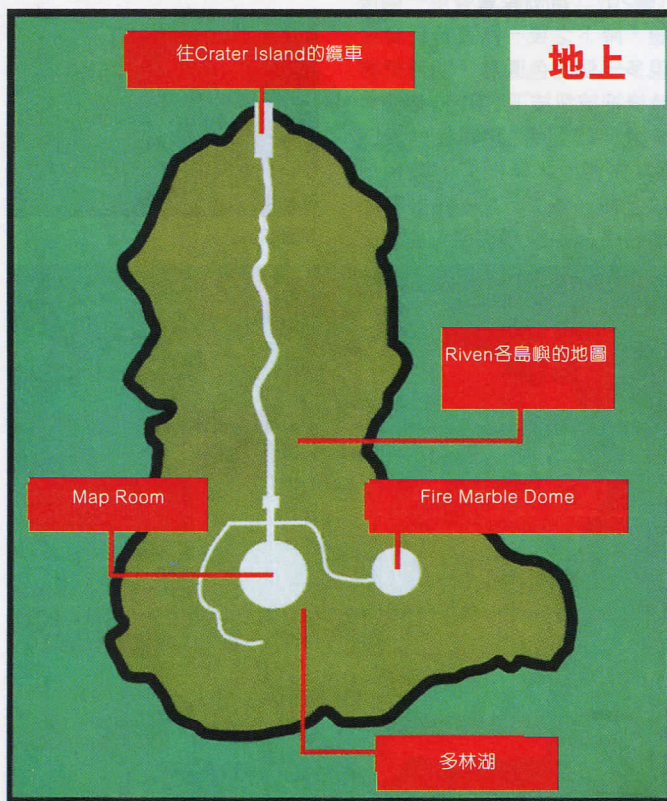 往Crater Island的纜車
地上
Riven各島嶼的地圖
Map Room
Fire Marble Dome
多林湖